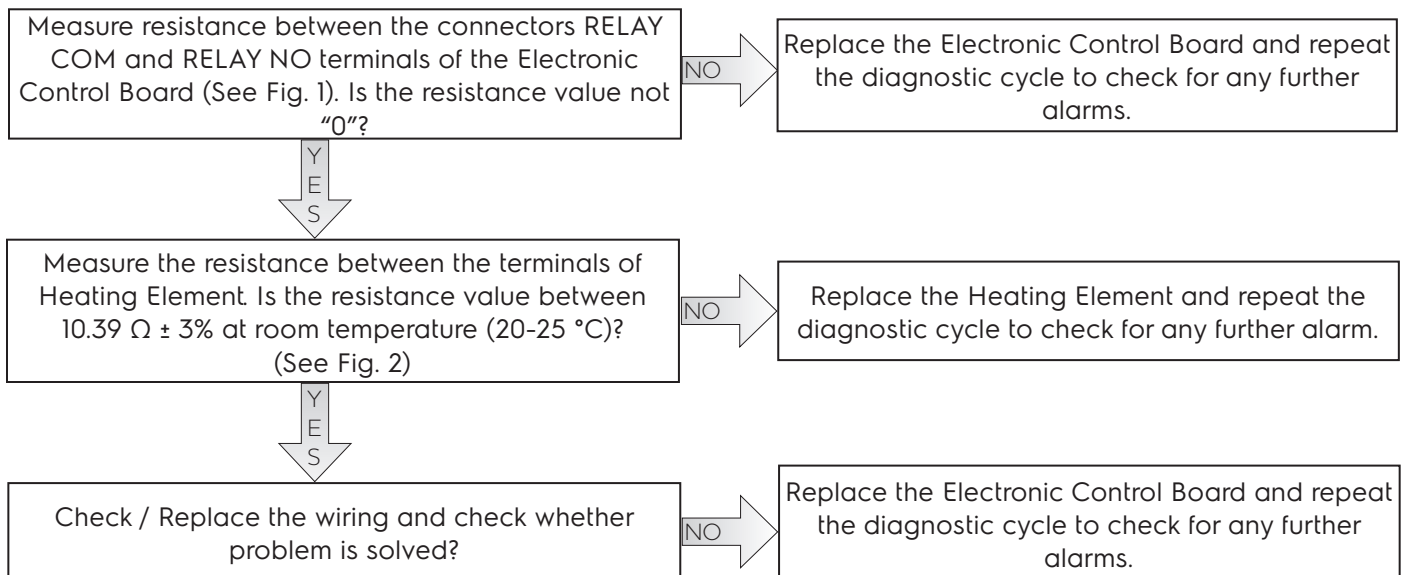 Measure resistance between the connectors RELAY
COM and RELAY NO terminals of the Electronic
Control Board (See Fig. 1). Is the resistance value not
“0”?
NO
Replace the Electronic Control Board and repeat
the diagnostic cycle to check for any further
alarms.
Y
E
S
Measure the resistance between the terminals of
Heating Element. Is the resistance value between
10.39 Ω ± 3% at room temperature (20-25 °C)?
(See Fig. 2)
NO
Replace the Heating Element and repeat the
diagnostic cycle to check for any further alarm.
Y
E
S
Check / Replace the wiring and check whether
problem is solved?
NO
Replace the Electronic Control Board and repeat
the diagnostic cycle to check for any further
alarms.